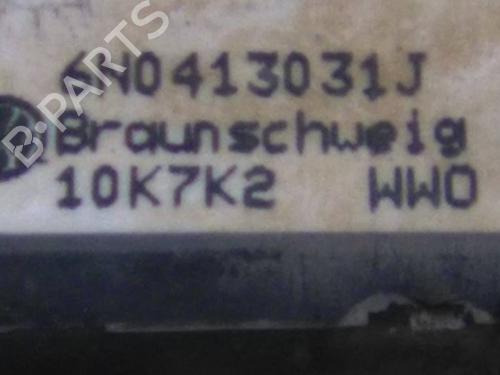 6N0413031J
Braunschweig
10K7K2 WWO
B·PARTS